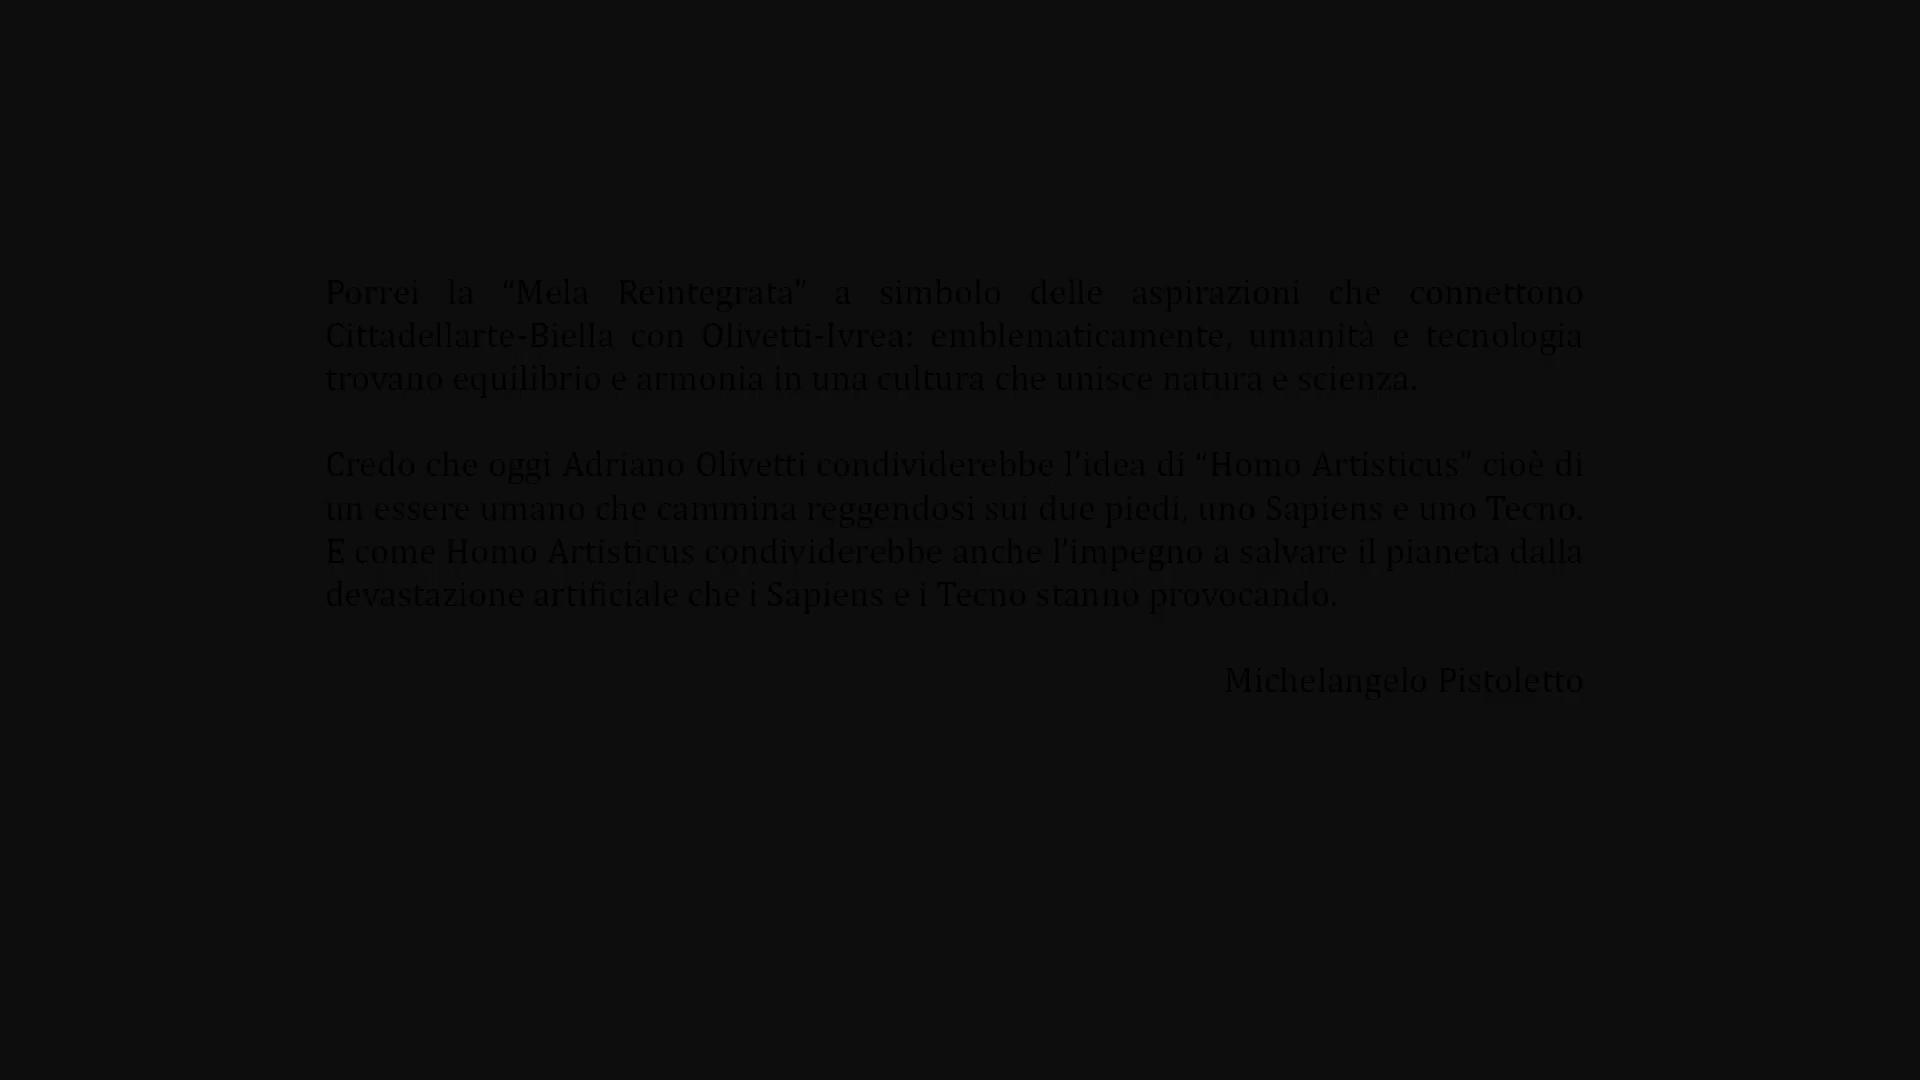 Porrei la “Mela Reintegrata” a simbolo delle aspirazioni che connettono
Cittadellarte-Biella con Olivetti-Ivrea: emblematicamente, umanità e tecnologia
trovano equilibrio e armonia in una cultura che unisce natura e scienza.
Credo che oggi Adriano Olivetti condividerebbe l’idea di “Homo Artisticus” cioè di
un essere umano che cammina reggendosi sui due piedi, uno Sapiens e uno Tecno.
E come Homo Artisticus condividerebbe anche l’impegno a salvare il pianeta dalla
devastazione artificiale che i Sapiens e i Tecno stanno provocando.
Michelangelo Pistoletto